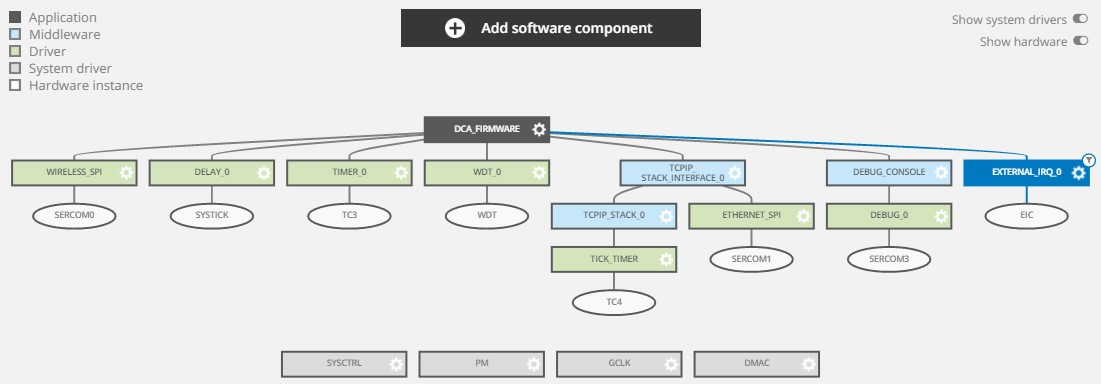 Application
Middleware
Driver
System driver
Hardware instance
Add software component
Show system drivers
Show hardware
DCA_FIRMWARE
WIRELESS_SPI
DELAY_0
TIMER_0
WDT_0
TCPIP_
STACK_INTERFACE_0
DEBUG_CONSOLE
EXTERNAL_IRQ_0
SERCOM0
SYSTICK
TC3
WDT
TCPIP_STACK_0
ETHERNET_SPI
DEBUG_0
EIC
TICK_TIMER
SERCOM1
SERCOM3
TC4
SYSCTRL
PM
GCLK
DMAC